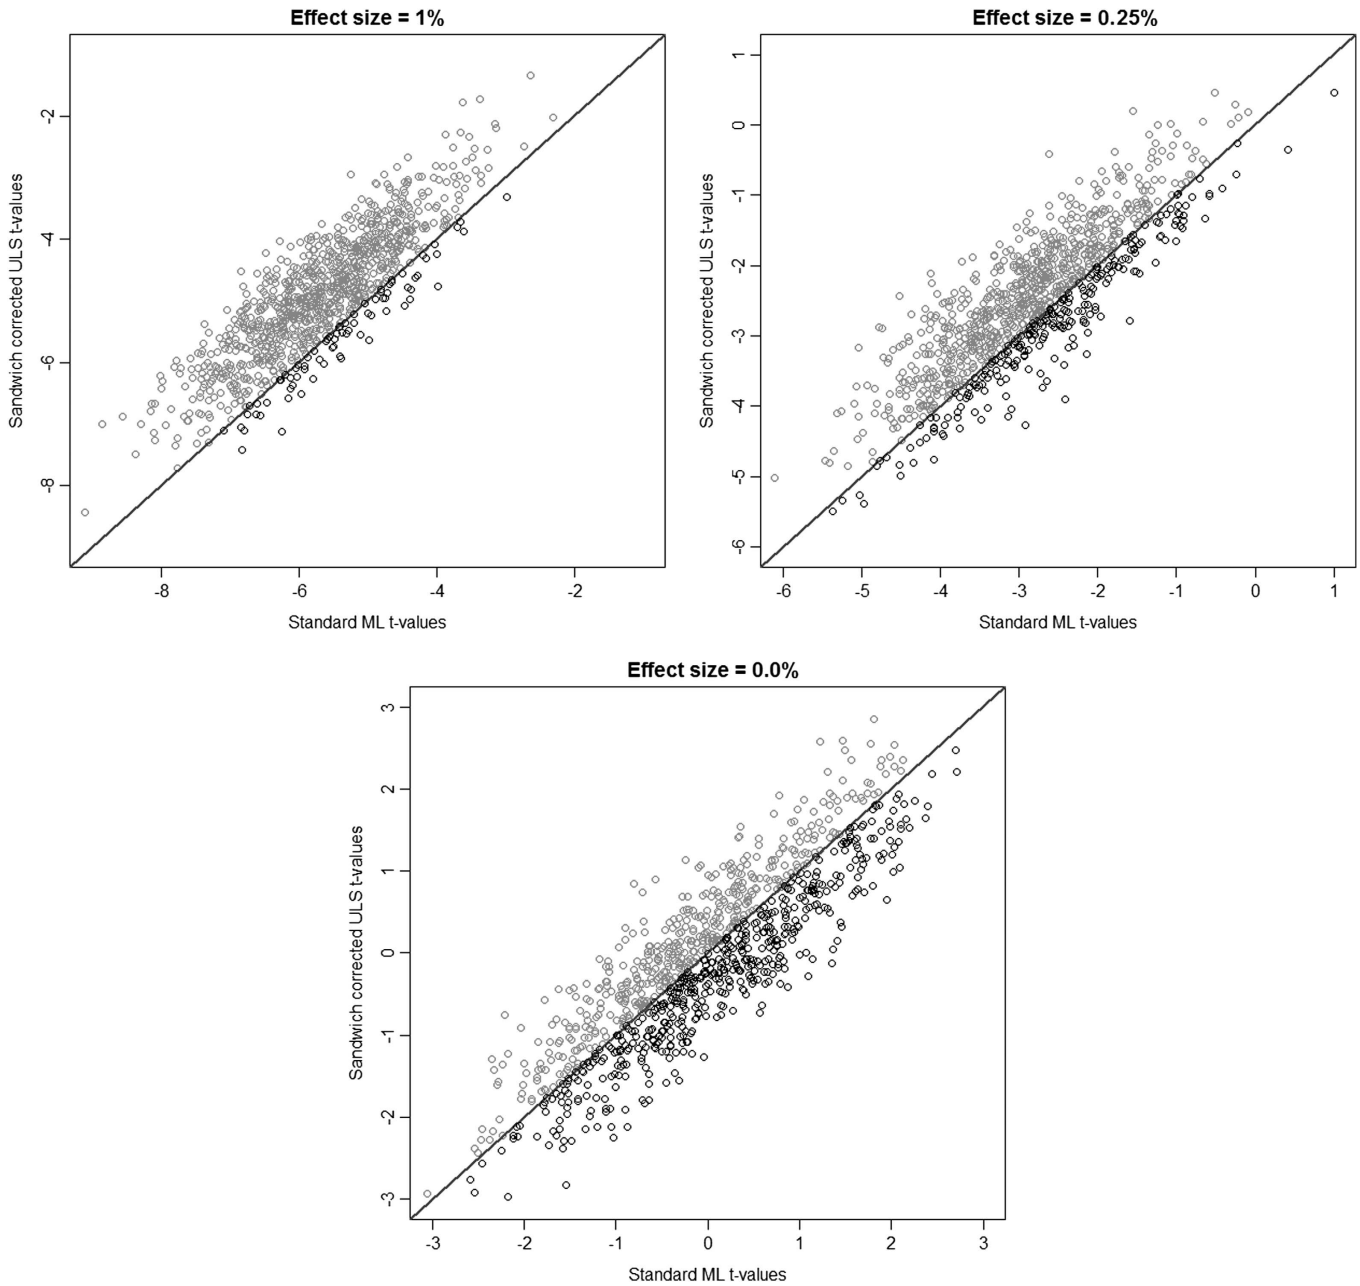 Effect size = 1%
Sandwich corrected ULS t-values
-2
-4
-6
-8
-8 -6 -4 -2
Standard ML t-values
Effect size = 0.25%
Sandwich corrected ULS t-values
1
0
-1
-2
-3
-4
-5
-6
-6 -5 -4 -3 -2 -1 0 1
Standard ML t-values
Effect size = 0.0%
Sandwich corrected ULS t-values
3
2
1
0
-1
-2
-3
-3 -2 -1 0 1 2 3
Standard ML t-values